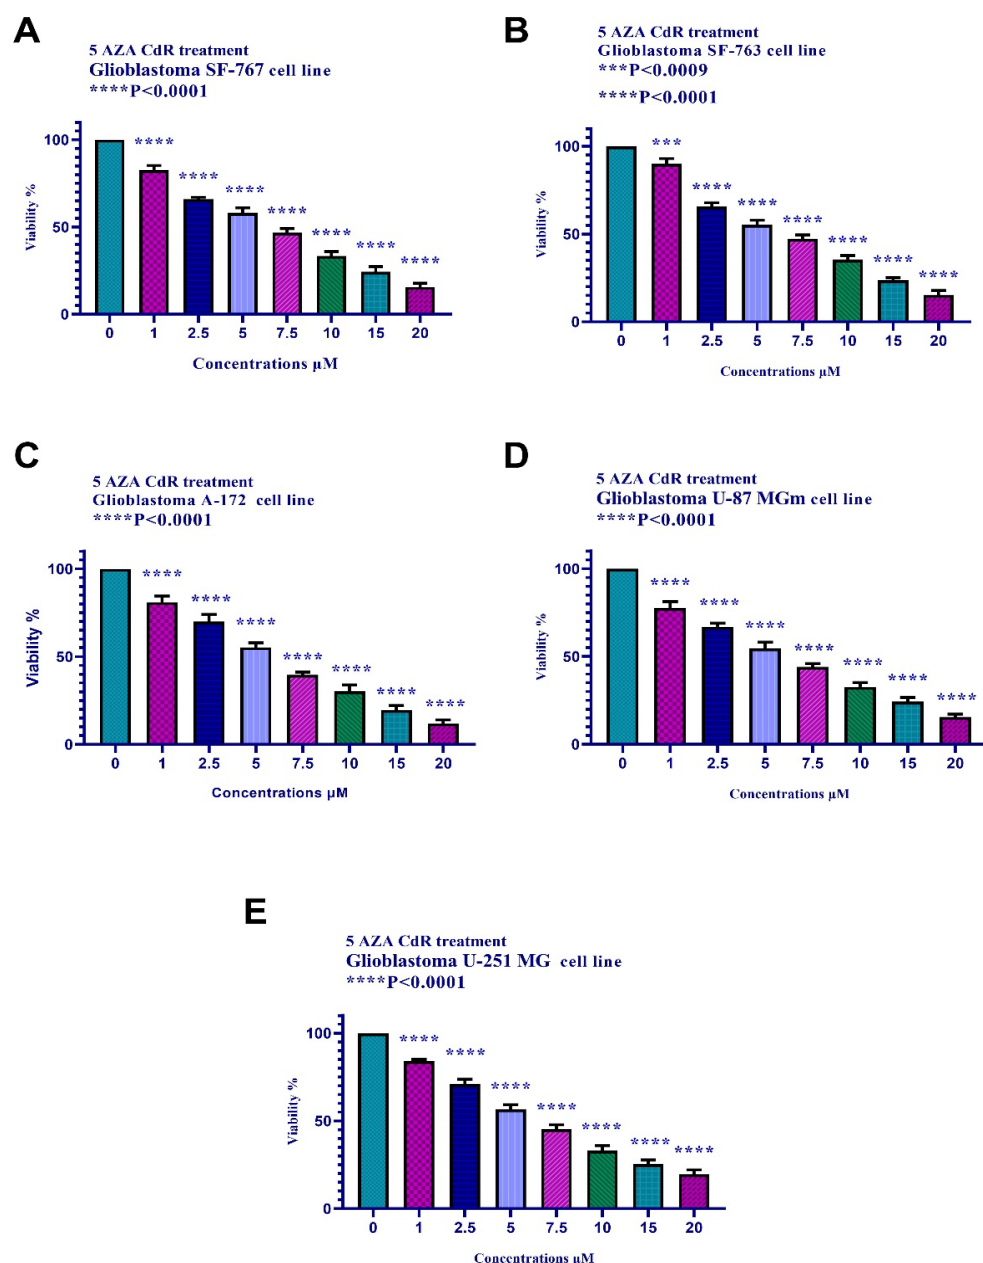 A
5 AZA CdR treatment
Glioblastoma SF-767 cell line
****P<0.0001
Viability %
100
50
0
**** **** **** **** **** **** ****
0 1 2.5 5 7.5 10 15 20
Concentrations µM
B
5 AZA CdR treatment
Glioblastoma SF-763 cell line
***P<0.0009
****P<0.0001
Viability %
100
50
0
*** **** **** **** **** **** ****
0 1 2.5 5 7.5 10 15 20
Concentrations µM
C
5 AZA CdR treatment
Glioblastoma A-172 cell line
****P<0.0001
Viability %
100
50
0
**** **** **** **** **** **** ****
0 1 2.5 5 7.5 10 15 20
Concentrations µM
D
5 AZA CdR treatment
Glioblastoma U-87 MGm cell line
****P<0.0001
Viability %
100
50
0
**** **** **** **** **** **** ****
0 1 2.5 5 7.5 10 15 20
Concentrations µM
E
5 AZA CdR treatment
Glioblastoma U-251 MG cell line
****P<0.0001
Viability %
100
50
0
**** **** **** **** **** **** ****
0 1 2.5 5 7.5 10 15 20
Concentrations µM